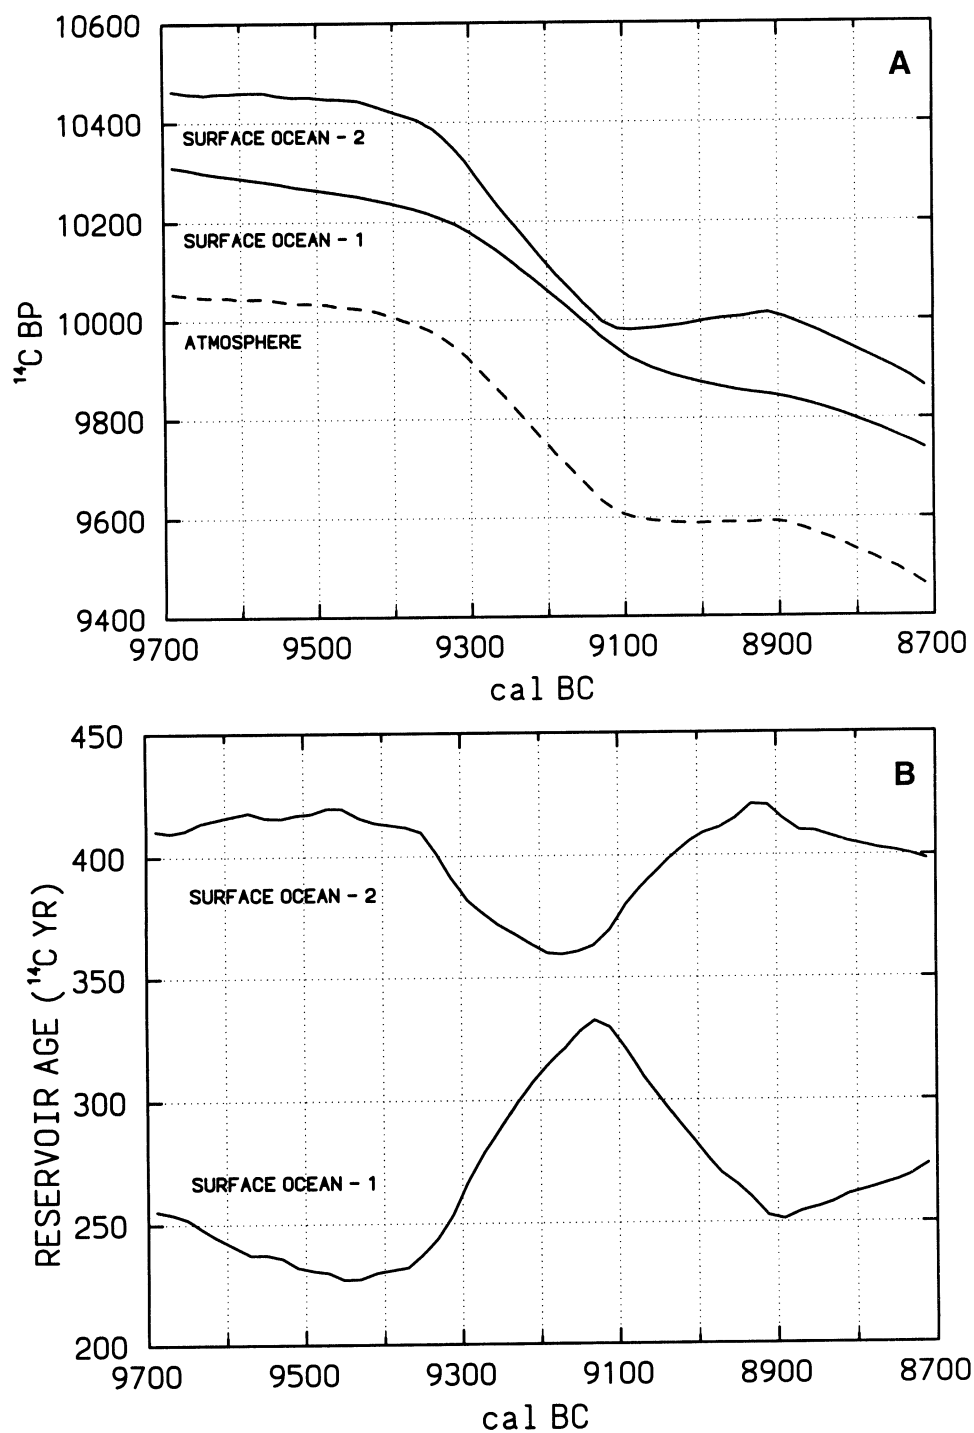 10600
A
10400
SURFACE OCEAN - 2
10200
SURFACE OCEAN - 1
10000
ATMOSPHERE
¹⁴C BP
9800
9600
9400
9700 9500 9300 9100 8900 8700
cal BC
450
B
400
SURFACE OCEAN - 2
350
RESERVOIR AGE (¹⁴C YR)
300
SURFACE OCEAN - 1
250
200
9700 9500 9300 9100 8900 8700
cal BC